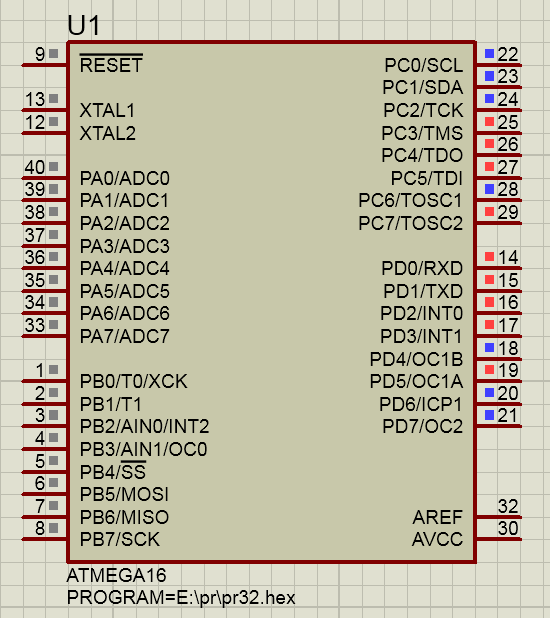 U1
9 RESET PC0/SCL 22
PC1/SDA 23
13 XTAL1 PC2/TCK 24
12 XTAL2 PC3/TMS 25
PC4/TDO 26
40 PA0/ADC0 PC5/TDI 27
39 PA1/ADC1 PC6/TOSC1 28
38 PA2/ADC2 PC7/TOSC2 29
37 PA3/ADC3
36 PA4/ADC4 PD0/RXD 14
35 PA5/ADC5 PD1/TXD 15
34 PA6/ADC6 PD2/INT0 16
33 PA7/ADC7 PD3/INT1 17
PD4/OC1B 18
1 PB0/T0/XCK PD5/OC1A 19
2 PB1/T1 PD6/ICP1 20
3 PB2/AIN0/INT2 PD7/OC2 21
4 PB3/AIN1/OC0
5 PB4/SS
6 PB5/MOSI
7 PB6/MISO AREF 32
8 PB7/SCK AVCC 30
ATMEGA16
PROGRAM=E:\pr\pr32.hex